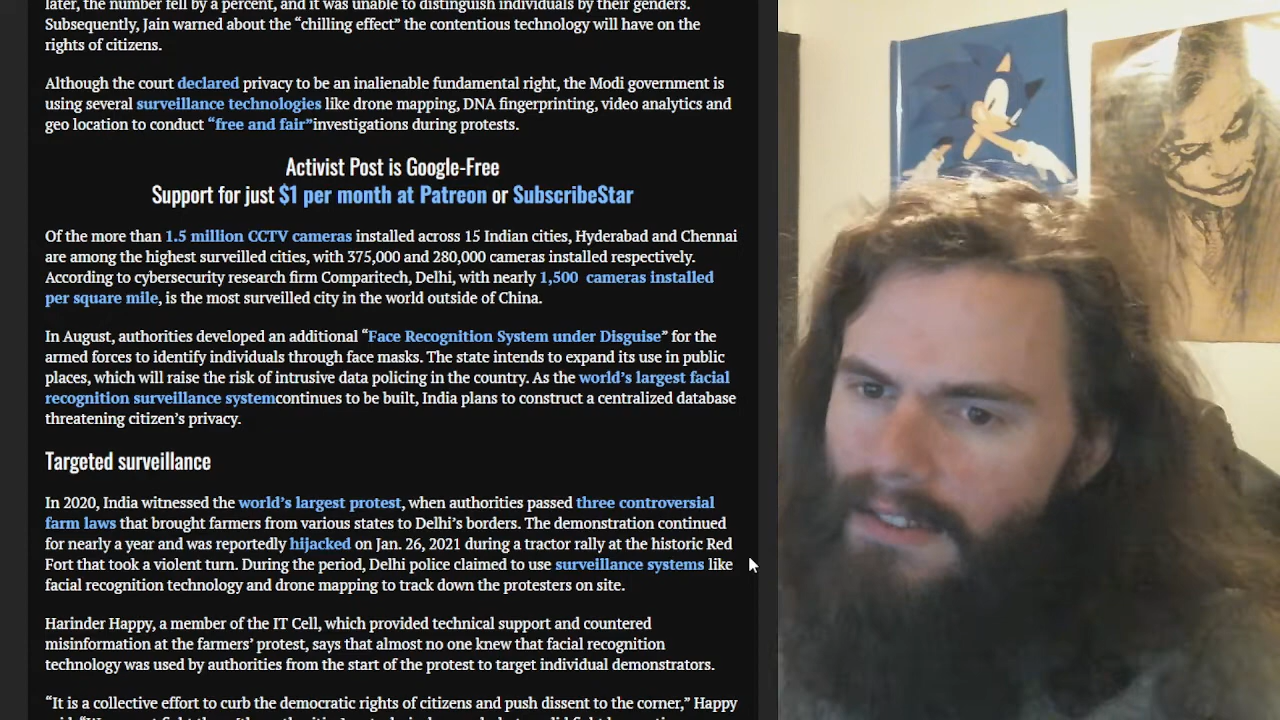 later, the number fell by a percent, and it was unable to distinguish individuals by their genders.
Subsequently, Jain warned about the “chilling effect” the contentious technology will have on the
rights of citizens.
Although the court declared privacy to be an inalienable fundamental right, the Modi government is
using several surveillance technologies like drone mapping, DNA fingerprinting, video analytics and
geo location to conduct “free and fair”investigations during protests.
Activist Post is Google-Free
Support for just $1 per month at Patreon or SubscribeStar
Of the more than 1.5 million CCTV cameras installed across 15 Indian cities, Hyderabad and Chennai
are among the highest surveilled cities, with 375,000 and 280,000 cameras installed respectively.
According to cybersecurity research firm Comparitech, Delhi, with nearly 1,500 cameras installed
per square mile, is the most surveilled city in the world outside of China.
In August, authorities developed an additional “Face Recognition System under Disguise” for the
armed forces to identify individuals through face masks. The state intends to expand its use in public
places, which will raise the risk of intrusive data policing in the country. As the world’s largest facial
recognition surveillance systemcontinues to be built, India plans to construct a centralized database
threatening citizen’s privacy.
Targeted surveillance
In 2020, India witnessed the world’s largest protest, when authorities passed three controversial
farm laws that brought farmers from various states to Delhi’s borders. The demonstration continued
for nearly a year and was reportedly hijacked on Jan. 26, 2021 during a tractor rally at the historic Red
Fort that took a violent turn. During the period, Delhi police claimed to use surveillance systems like
facial recognition technology and drone mapping to track down the protesters on site.
Harinder Happy, a member of the IT Cell, which provided technical support and countered
misinformation at the farmers’ protest, says that almost no one knew that facial recognition
technology was used by authorities from the start of the protest to target individual demonstrators.
“It is a collective effort to curb the democratic rights of citizens and push dissent to the corner,” Happy